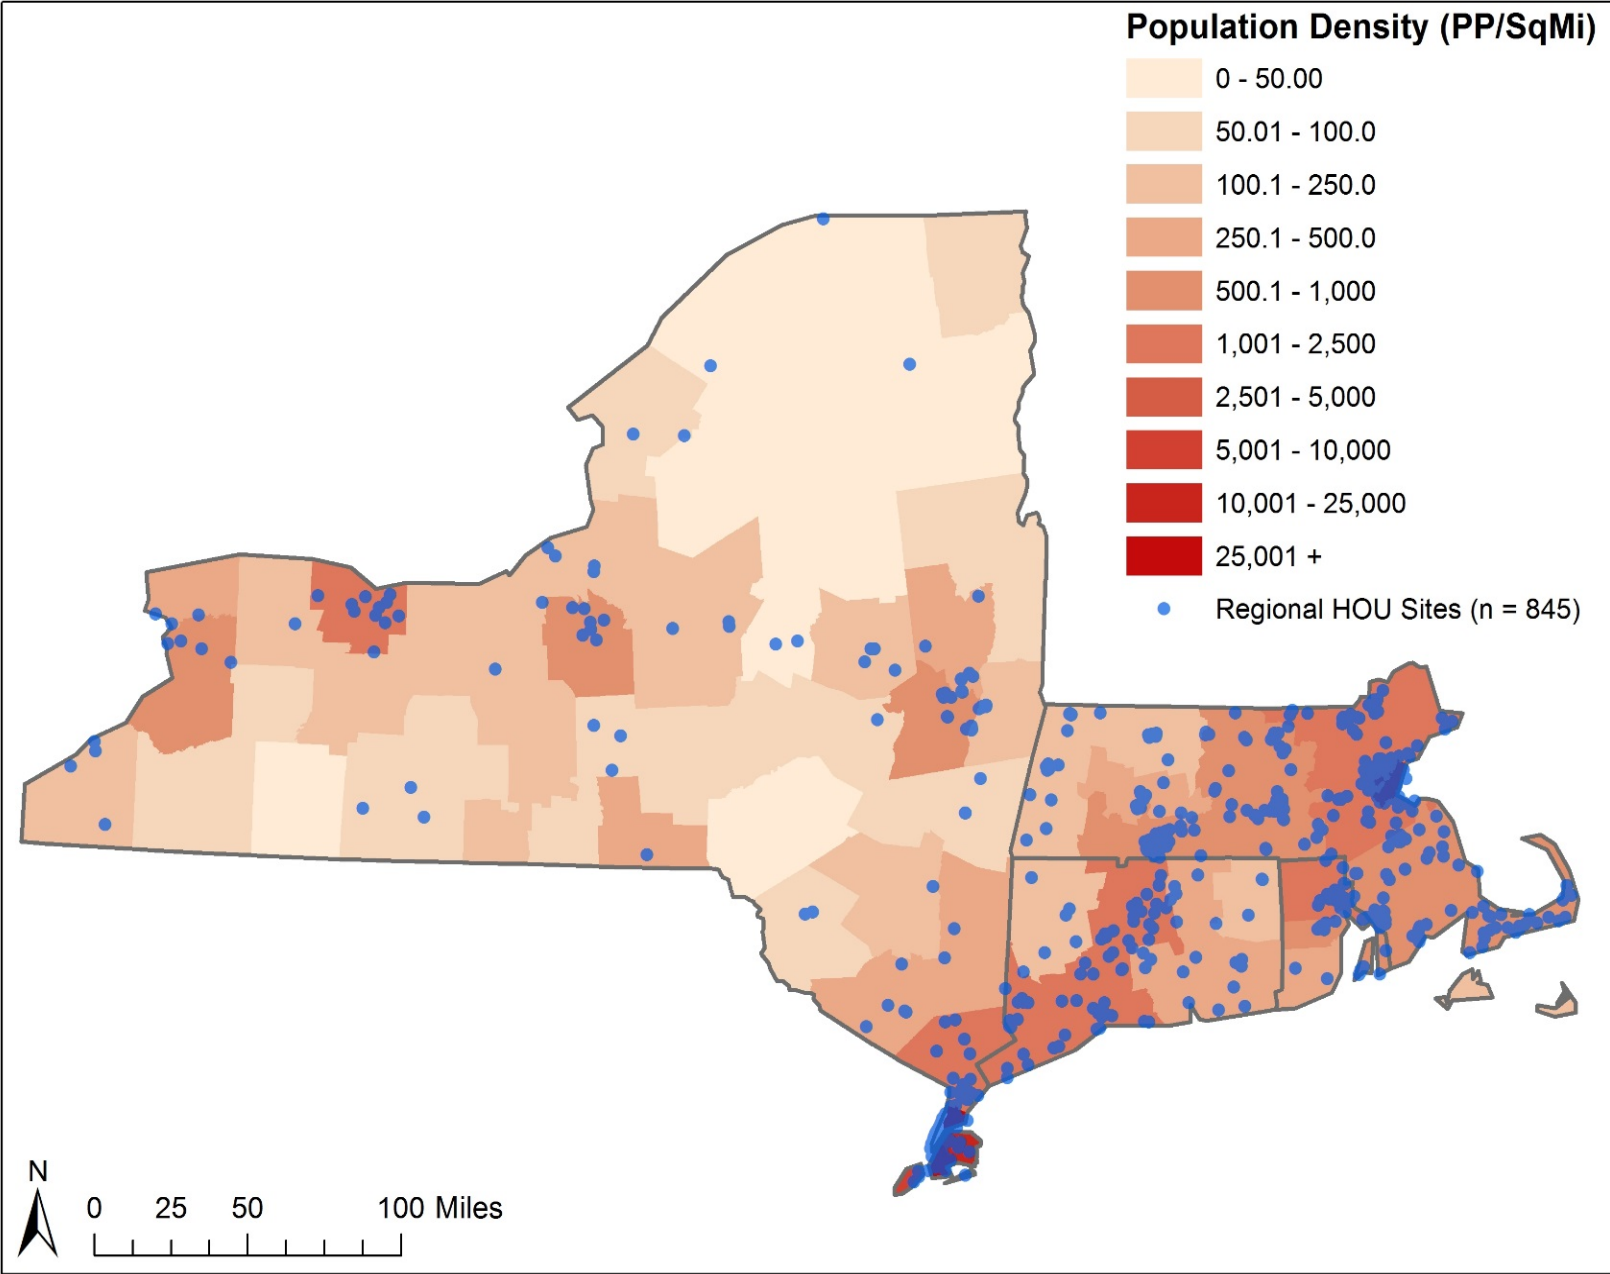 Population Density (PP/SqMi)
0 - 50.00
50.01 - 100.0
100.1 - 250.0
250.1 - 500.0
500.1 - 1,000
1,001 - 2,500
2,501 - 5,000
5,001 - 10,000
10,001 - 25,000
25,001 +
Regional HOU Sites (n = 845)
N
0 25 50 100 Miles